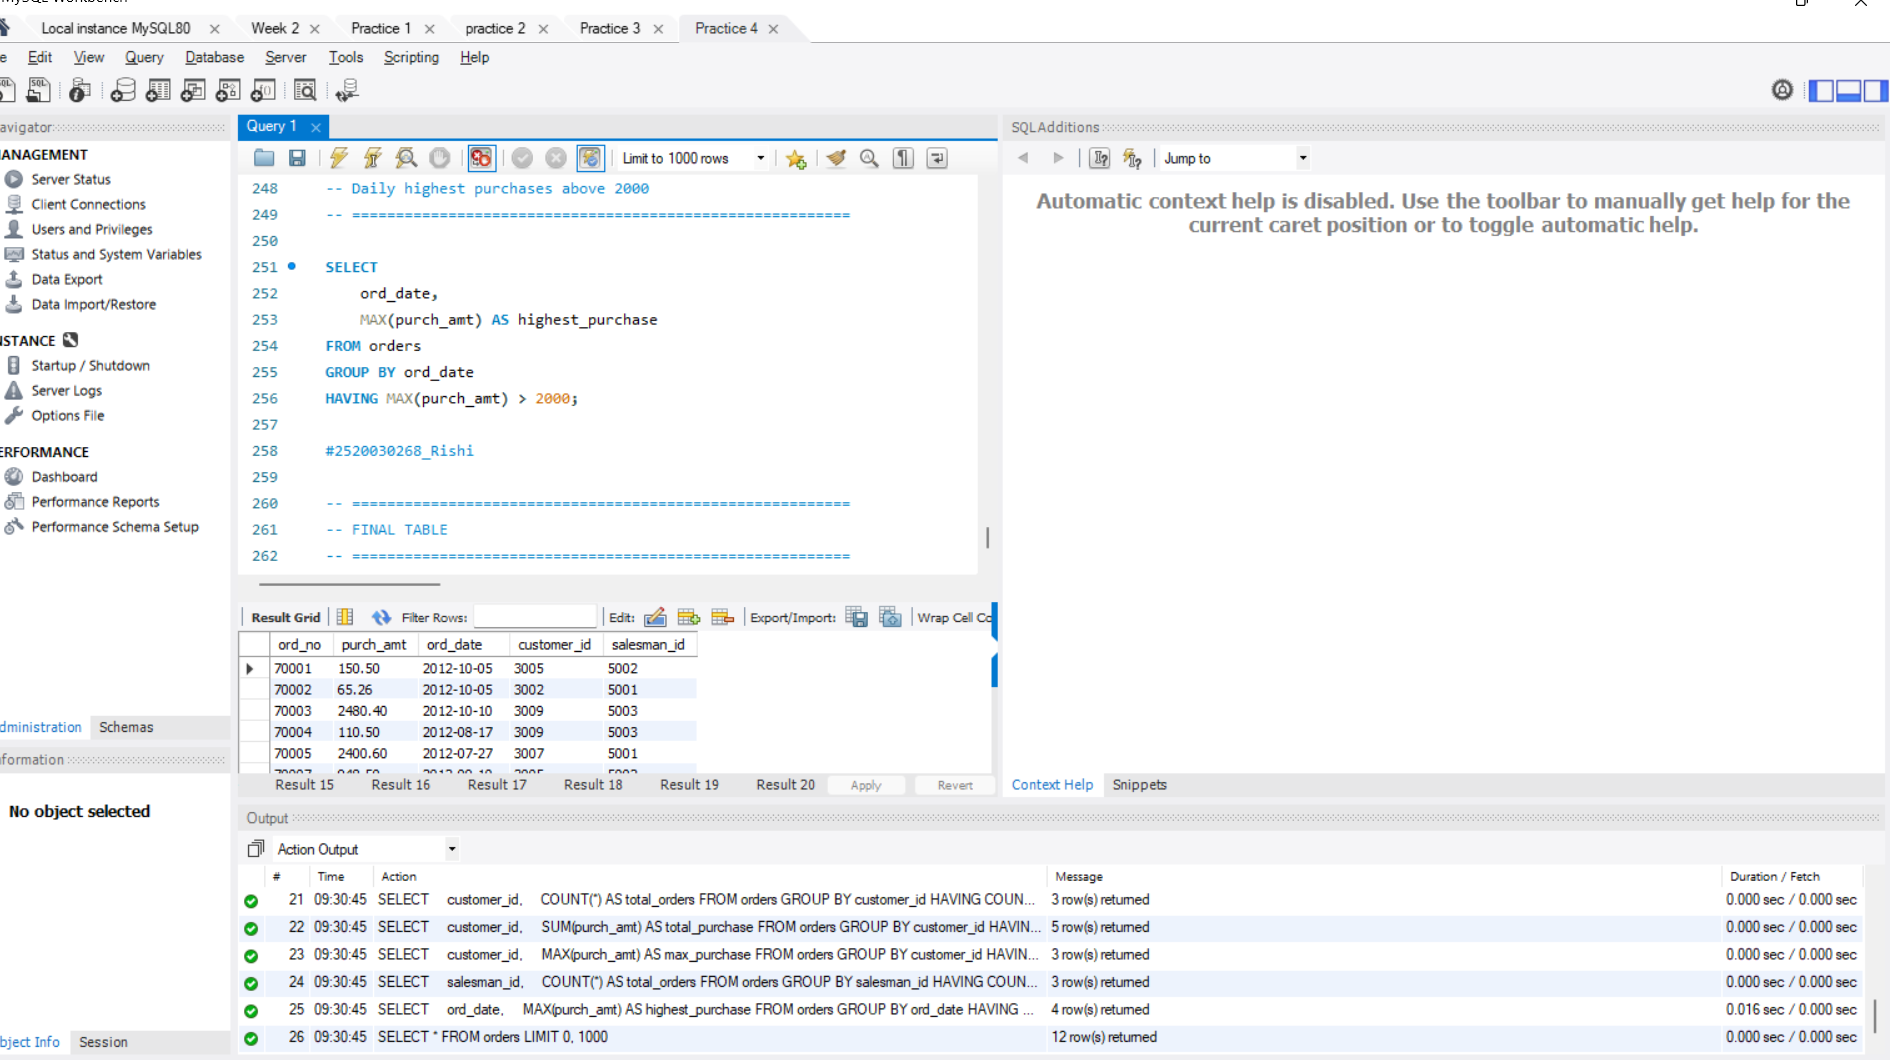 MySQL Workbench
Local instance MySQL80 Week 2 Practice 1 practice 2 Practice 3 Practice 4
e Edit View Query Database Server Tools Scripting Help
avigator
Query 1
SQLAdditions
ANAGEMENT
Server Status
Client Connections
Users and Privileges
Status and System Variables
Data Export
Data Import/Restore
NSTANCE
Startup / Shutdown
Server Logs
Options File
ERFORMANCE
Dashboard
Performance Reports
Performance Schema Setup
dministration Schemas
nformation
No object selected
bject Info Session
Limit to 1000 rows
248 -- Daily highest purchases above 2000
249 -- =========================================================
250
251 SELECT
252 ord_date,
253 MAX(purch_amt) AS highest_purchase
254 FROM orders
255 GROUP BY ord_date
256 HAVING MAX(purch_amt) > 2000;
257
258 #2520030268_Rishi
259
260 -- =========================================================
261 -- FINAL TABLE
262 -- =========================================================
Result Grid Filter Rows: Edit: Export/Import: Wrap Cell Co
ord_no purch_amt ord_date customer_id salesman_id
70001 150.50 2012-10-05 3005 5002
70002 65.26 2012-10-05 3002 5001
70003 2480.40 2012-10-10 3009 5003
70004 110.50 2012-08-17 3009 5003
70005 2400.60 2012-07-27 3007 5001
Result 15 Result 16 Result 17 Result 18 Result 19 Result 20 Apply Revert
Jump to
Automatic context help is disabled. Use the toolbar to manually get help for the
current caret position or to toggle automatic help.
Context Help Snippets
Output
Action Output
# Time Action Message Duration / Fetch
21 09:30:45 SELECT customer_id, COUNT(*) AS total_orders FROM orders GROUP BY customer_id HAVING COUN... 3 row(s) returned 0.000 sec / 0.000 sec
22 09:30:45 SELECT customer_id, SUM(purch_amt) AS total_purchase FROM orders GROUP BY customer_id HAVIN... 5 row(s) returned 0.000 sec / 0.000 sec
23 09:30:45 SELECT customer_id, MAX(purch_amt) AS max_purchase FROM orders GROUP BY customer_id HAVIN... 3 row(s) returned 0.000 sec / 0.000 sec
24 09:30:45 SELECT salesman_id, COUNT(*) AS total_orders FROM orders GROUP BY salesman_id HAVING COUN... 3 row(s) returned 0.000 sec / 0.000 sec
25 09:30:45 SELECT ord_date, MAX(purch_amt) AS highest_purchase FROM orders GROUP BY ord_date HAVING ... 4 row(s) returned 0.016 sec / 0.000 sec
26 09:30:45 SELECT * FROM orders LIMIT 0, 1000 12 row(s) returned 0.000 sec / 0.000 sec